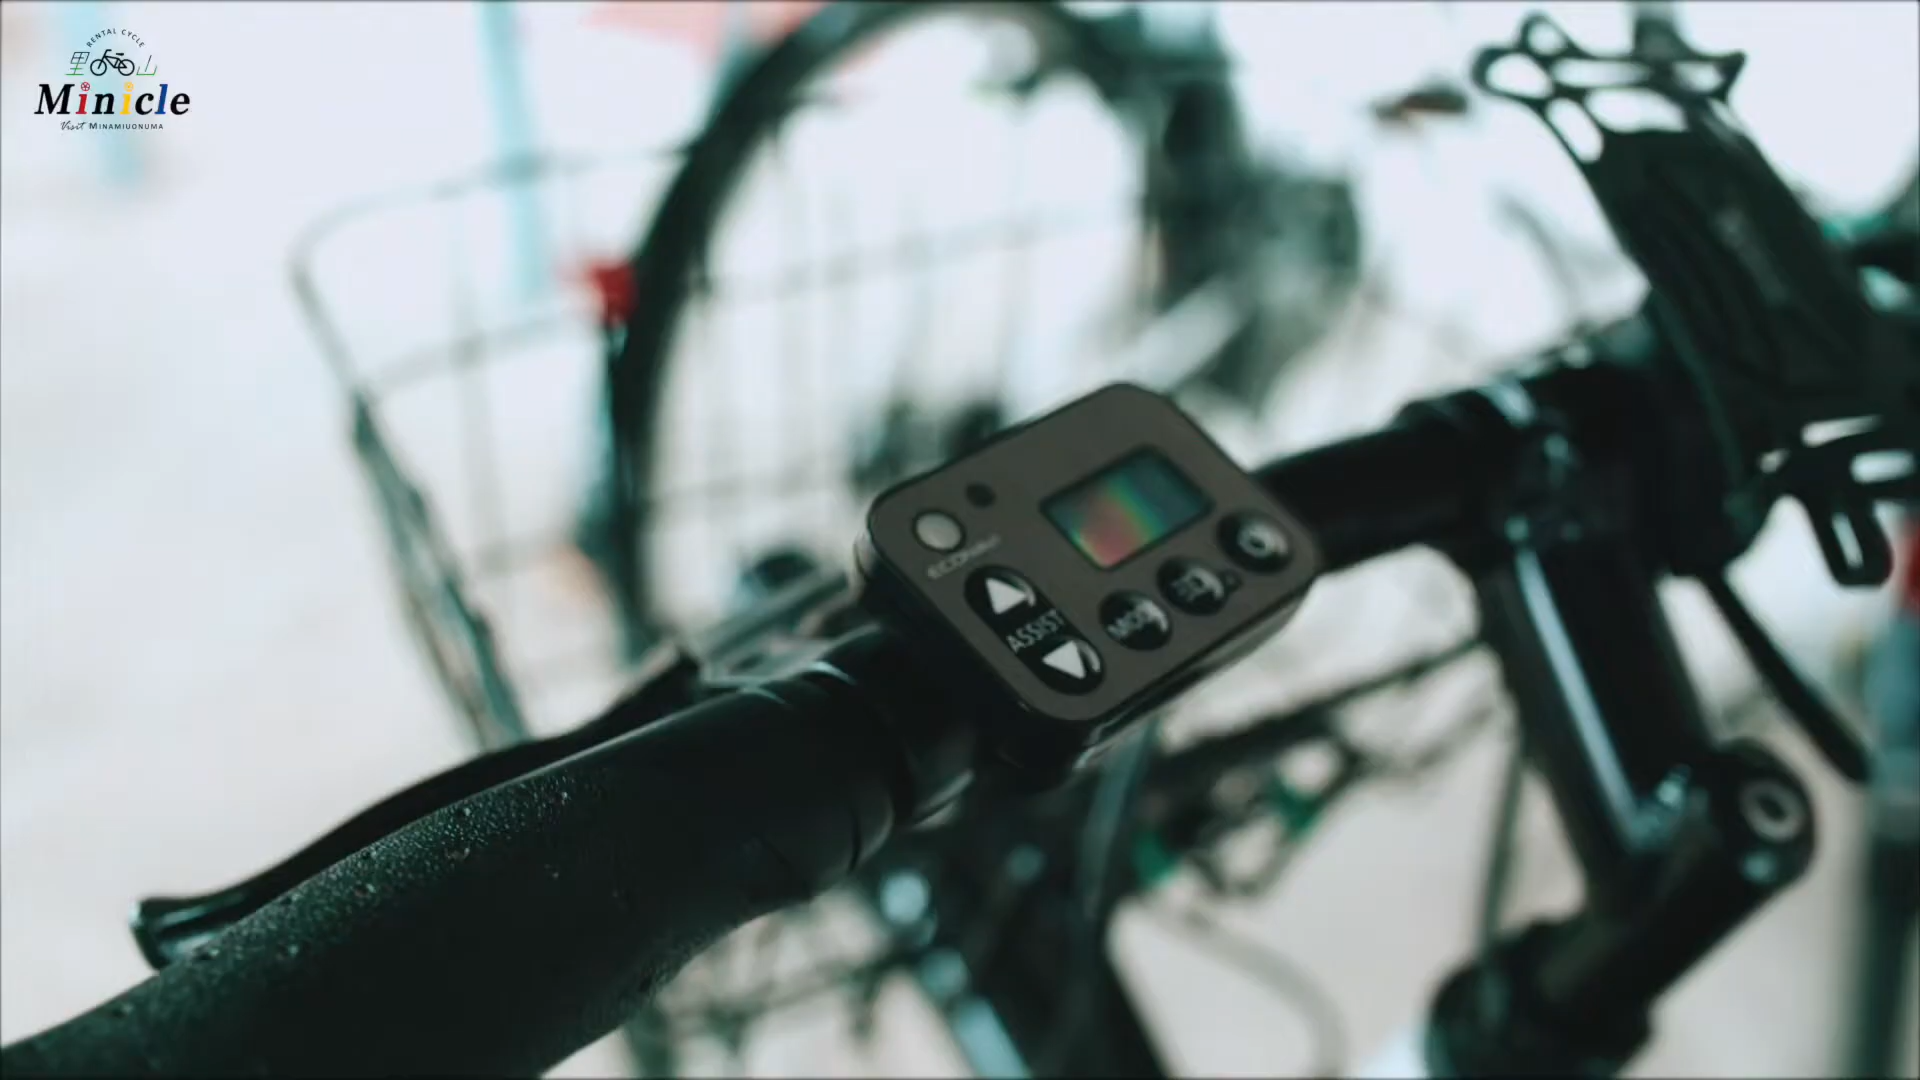 RENTAL CYCLE
里山
Minicle
Visit MINAMIUONUMA
ASSIST